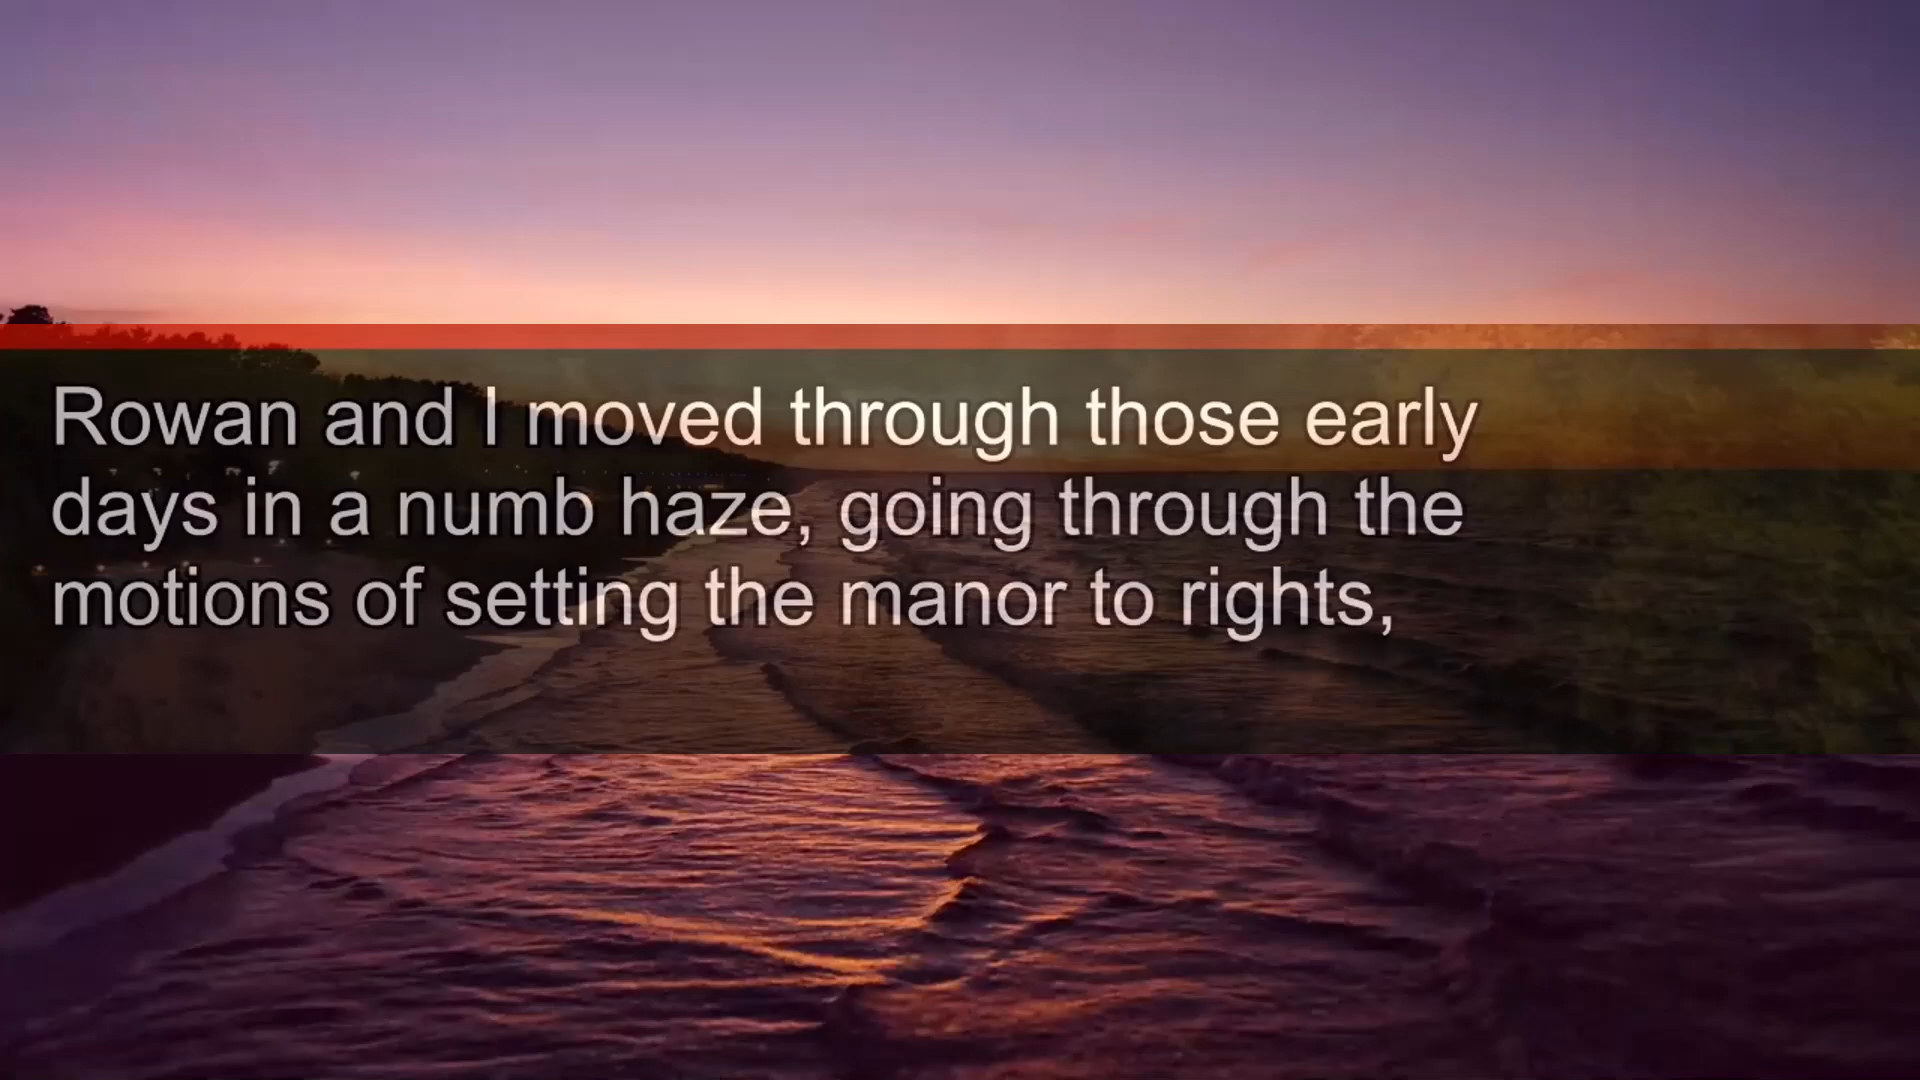 Rowan and I moved through those early
days in a numb haze, going through the
motions of setting the manor to rights,